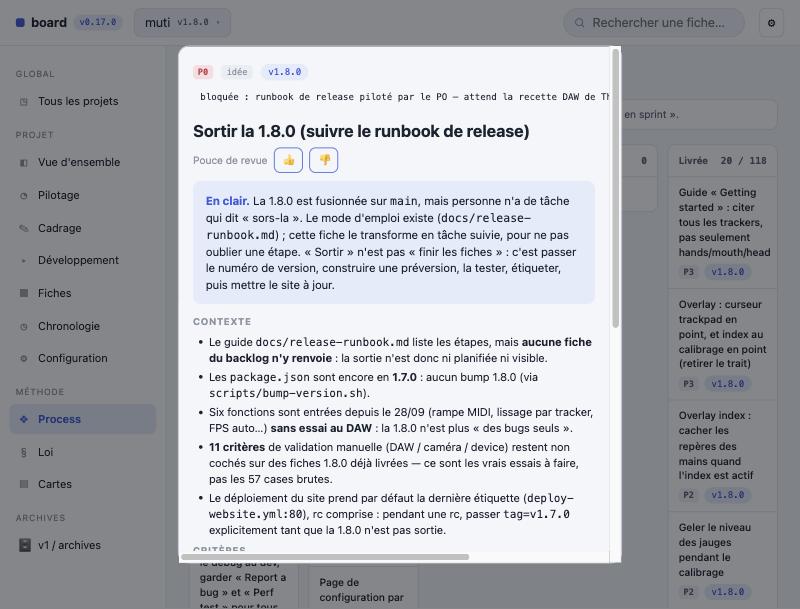 board v0.17.0 muti v1.8.0
Rechercher une fiche…
GLOBAL
Tous les projets
PROJET
Vue d'ensemble
Pilotage
Cadrage
Développement
Fiches
Chronologie
Configuration
MÉTHODE
Process
Loi
Cartes
ARCHIVES
v1 / archives
P0 idée v1.8.0
bloquée : runbook de release piloté par le PO — attend la recette DAW de
Sortir la 1.8.0 (suivre le runbook de release)
Pouce de revue
En clair. La 1.8.0 est fusionnée sur main, mais personne n'a de tâche
qui dit « sors-la ». Le mode d'emploi existe (docs/release-
runbook.md) ; cette fiche le transforme en tâche suivie, pour ne pas
oublier une étape. « Sortir » n'est pas « finir les fiches » : c'est passer
le numéro de version, construire une préversion, la tester, étiqueter,
puis mettre le site à jour.
CONTEXTE
• Le guide docs/release-runbook.md liste les étapes, mais aucune fiche
du backlog n'y renvoie : la sortie n'est donc ni planifiée ni visible.
• Les package.json sont encore en 1.7.0 : aucun bump 1.8.0 (via
scripts/bump-version.sh).
• Six fonctions sont entrées depuis le 28/09 (rampe MIDI, lissage par tracker,
FPS auto…) sans essai au DAW : la 1.8.0 n'est plus « des bugs seuls ».
• 11 critères de validation manuelle (DAW / caméra / device) restent non
cochés sur des fiches 1.8.0 déjà livrées — ce sont les vrais essais à faire,
pas les 57 cases brutes.
• Le déploiement du site prend par défaut la dernière étiquette (deploy-
website.yml:80), rc comprise : pendant une rc, passer tag=v1.7.0
explicitement tant que la 1.8.0 n'est pas sortie.
CRITÈRES
en sprint ».
0
Livrée 20 / 118
Guide « Getting
started » : citer
tous les trackers,
pas seulement
hands/mouth/head
P3 v1.8.0
Overlay : curseur
trackpad en
point, et index au
calibrage en point
(retirer le trait)
P3 v1.8.0
Overlay index :
cacher les
repères des
mains quand
l'index est actif
P2 v1.8.0
Geler le niveau
des jauges
pendant le
calibrage
P2 v1.8.0
le debug au dev,
garder « Report a
bug » et « Perf
test » pour tous
Page de
configuration par